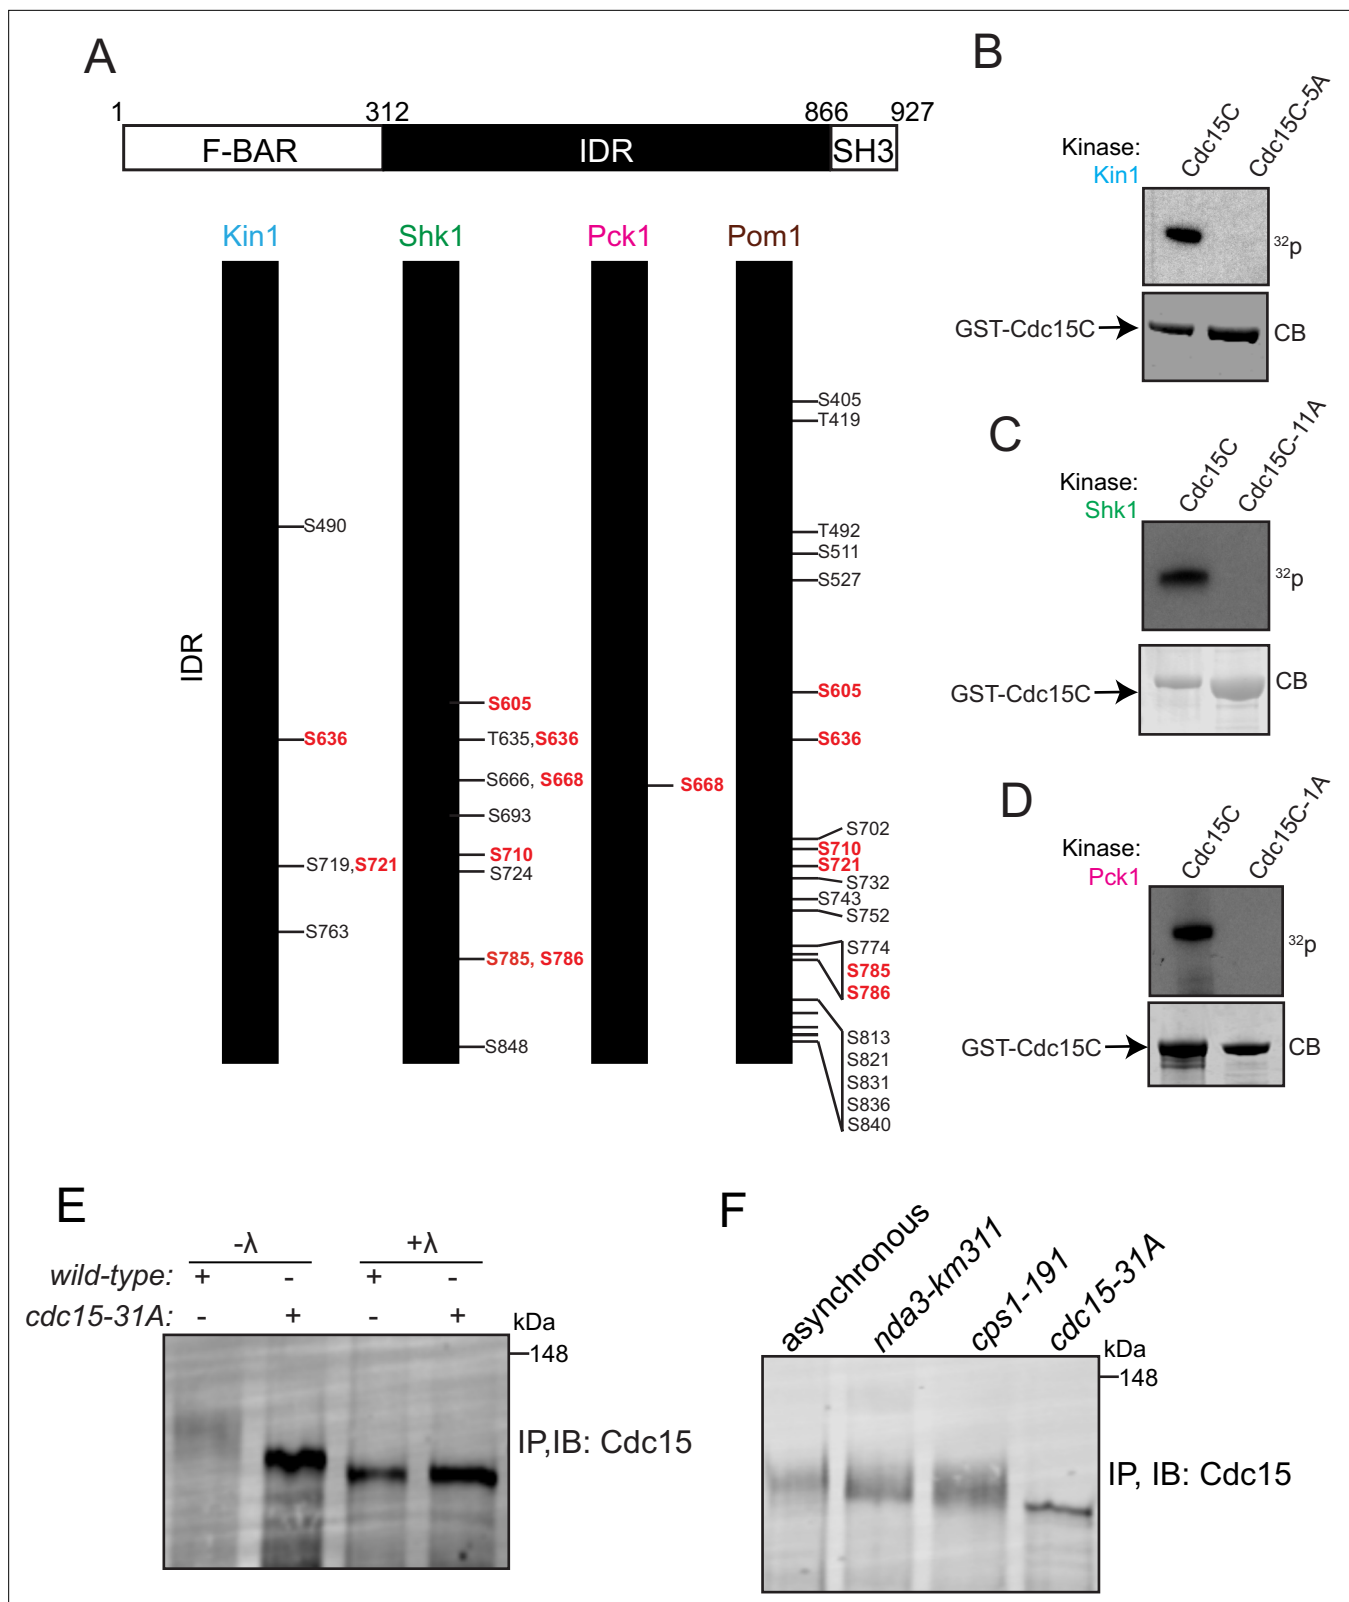 A
1 312 866 927
F-BAR IDR SH3
Kin1 Shk1 Pck1 Pom1
IDR
S490
S636
S719,S721
S763
S605
T635,S636
S666, S668
S693
S710
S724
S785, S786
S848
S668
S405
T419
T492
S511
S527
S605
S636
S702
S710
S721
S732
S743
S752
S774
S785
S786
S813
S821
S831
S836
S840
B
Kinase:
Kin1
Cdc15C
Cdc15C-5A
32p
GST-Cdc15C
CB
C
Kinase:
Shk1
Cdc15C
Cdc15C-11A
32p
GST-Cdc15C
CB
D
Kinase:
Pck1
Cdc15C
Cdc15C-1A
32p
GST-Cdc15C
CB
E
-λ +λ
wild-type: + - + -
cdc15-31A: - + - +
kDa
148
IP,IB: Cdc15
F
asynchronous
nda3-km311
cps1-191
cdc15-31A
kDa
148
IP, IB: Cdc15